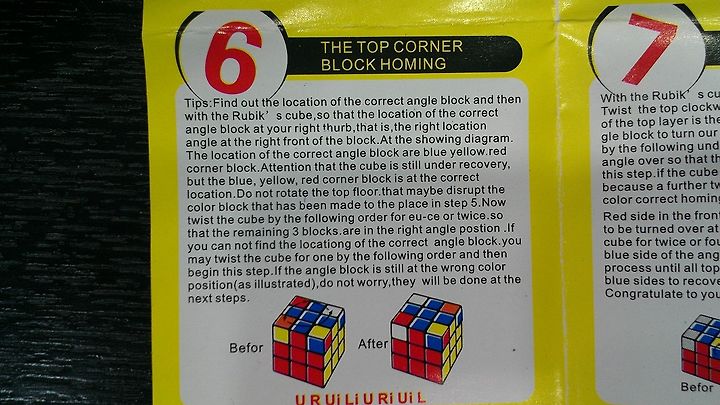 6
THE TOP CORNER
BLOCK HOMING
Tips:Find out the location of the correct angle block and then
with the Rubik' s cube,so that the location of the correct
angle block at your right thurb,that is,the right location
angle at the right front of the block.At the showing diagram.
The location of the correct angle block are blue yellow.red
corner block.Attention that the cube is still under recovery,
but the blue, yellow, red corner block is at the correct
location.Do not rotate the top floor.that maybe disrupt the
color block that has been made to the place in step 5.Now
twist the cube by the following order for eu-ce or twice.so
that the remaining 3 blocks.are in the right angle postion .If
you can not find the locationg of the correct angle block.you
may twist the cube for one by the following order and then
begin this step.If the angle block is still at the wrong color
position(as illustrated),do not worry,they will be done at the
next steps.
Befor
After
U R Ui Li U Ri Ui L
7
With the Rubik' s cu
Twist the top clockw
of the top layer is the
gle block to turn our
by the following und
angle over so that th
this step.if the cube
because a further tw
color correct homing
Red side in the fron
to be turned over at
cube for twice or fou
blue side of the ang
process until all top
blue sides to recove
Congratulate to you
Befor